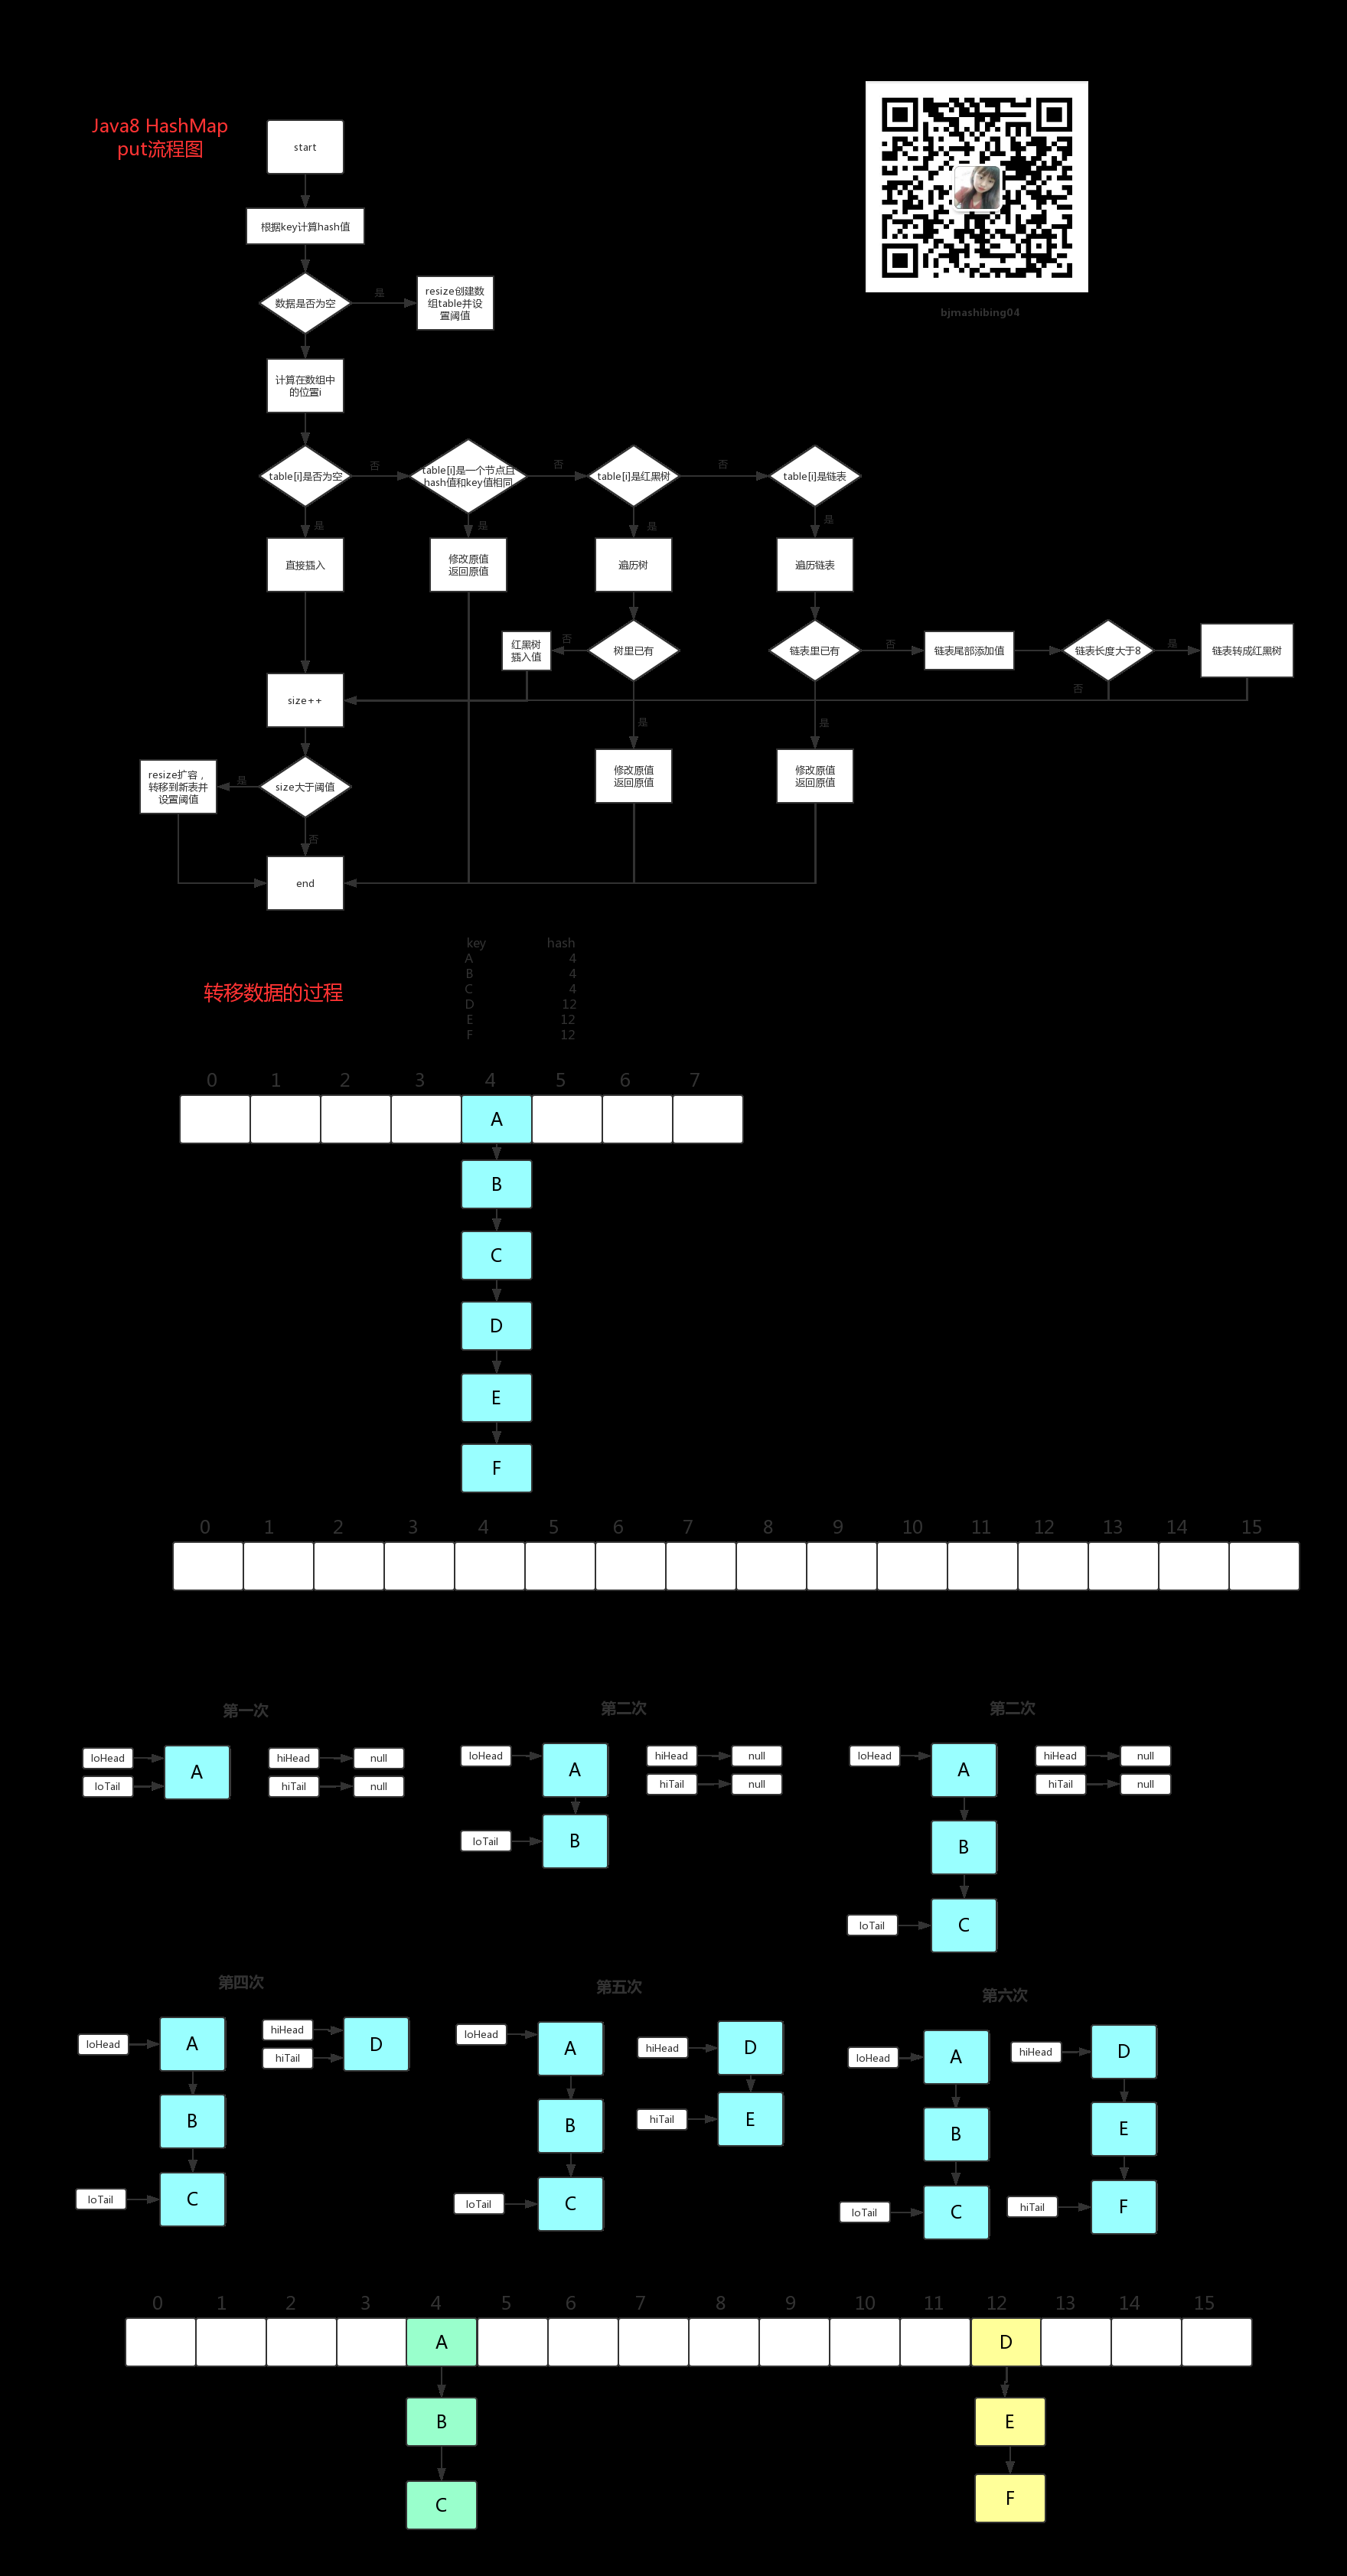 Java8 HashMap
put流程图
start
bjmashibing04
根据key计算hash值
数据是否为空
是
resize创建数
组table并设
置阈值
计算在数组中
的位置i
table[i]是否为空
否
table[i]是一个节点且
hash值和key值相同
否
table[i]是红黑树
否
table[i]是链表
是
是
是
是
直接插入
修改原值
返回原值
遍历树
遍历链表
红黑树
插入值
否
树里已有
链表里已有
否
链表尾部添加值
链表长度大于8
是
链表转成红黑树
否
size++
是
是
resize扩容，
转移到新表并
设置阈值
是
size大于阈值
修改原值
返回原值
修改原值
返回原值
否
end
转移数据的过程
key hash
A 4
B 4
C 4
D 12
E 12
F 12
0 1 2 3 4 5 6 7
A
B
C
D
E
F
0 1 2 3 4 5 6 7 8 9 10 11 12 13 14 15
第一次
loHead
loTail
A
hiHead
null
hiTail
null
第二次
loHead
A
hiHead
null
hiTail
null
loTail
B
第二次
loHead
A
hiHead
null
hiTail
null
B
loTail
C
第四次
loHead
A
hiHead
hiTail
D
B
loTail
C
第五次
loHead
A
hiHead
D
B
hiTail
E
loTail
C
第六次
loHead
A
hiHead
D
B
E
loTail
C
hiTail
F
0 1 2 3 4 5 6 7 8 9 10 11 12 13 14 15
A D
B E
C F